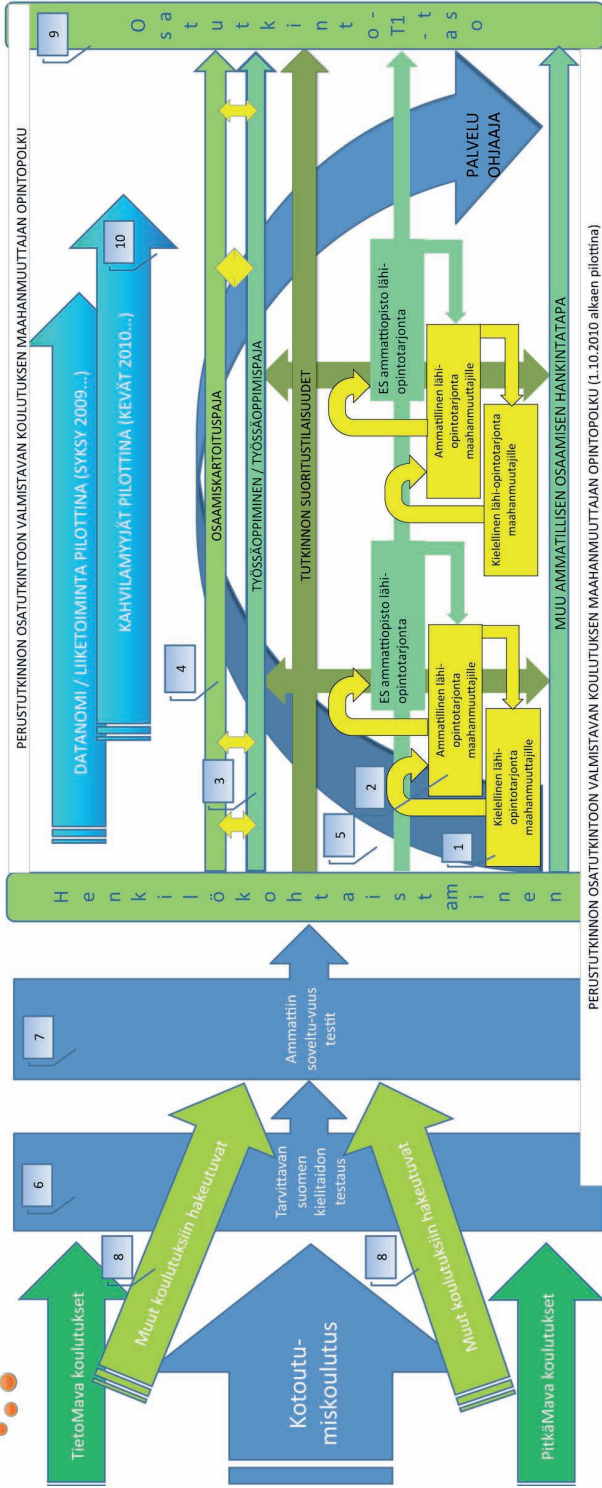 PERUSTUTKINNON OSATUTKINTOON VALMISTAVAN KOULUTUKSEN MAAHANMUUTTAJAN OPINTOPOLKU
TietoMava koulutukset
8
Muut koulutuksiin hakeutuvat
Kotoutu-
miskoulutus
8
Muut koulutuksiin hakeutuvat
PitkäMava koulutukset
6
Tarvittavan
suomen
kielitaidon
testaus
7
Ammattiin
soveltu-vuus
testit
Henkilökohtaistaminen
DATANOMI / LIIKETOIMINTA PILOTTINA (SYKSY 2009...)
10
KAHVILAMYYJÄT PILOTTINA (KEVÄT 2010...)
4
OSAAMISKARTOITUSPAJA
3
TYÖSSÄOPPIMINEN / TYÖSSÄOPPIMISPAJA
TUTKINNON SUORITUSTILAISUUDET
5
2
1
ES ammattiopisto lähi-
opintotarjonta
Ammatillinen lähi-
opintotarjonta
maahanmuuttajille
Kielellinen lähi-
opintotarjonta
maahanmuuttajille
ES ammattiopisto lähi-
opintotarjonta
Ammatillinen lähi-
opintotarjonta
maahanmuuttajille
Kielellinen lähi-opintotarjonta
maahanmuutajille
PALVELU
OHJAAJA
MUU AMMATILLISEN OSAAMISEN HANKINTATAPA
9
Osatutkinto-T1-taso
PERUSTUTKINNON OSATUTKINTOON VALMISTAVAN KOULUTUKSEN MAAHANMUUTTAJAN OPINTOPOLKU (1.10.2010 alkaen pilottina)